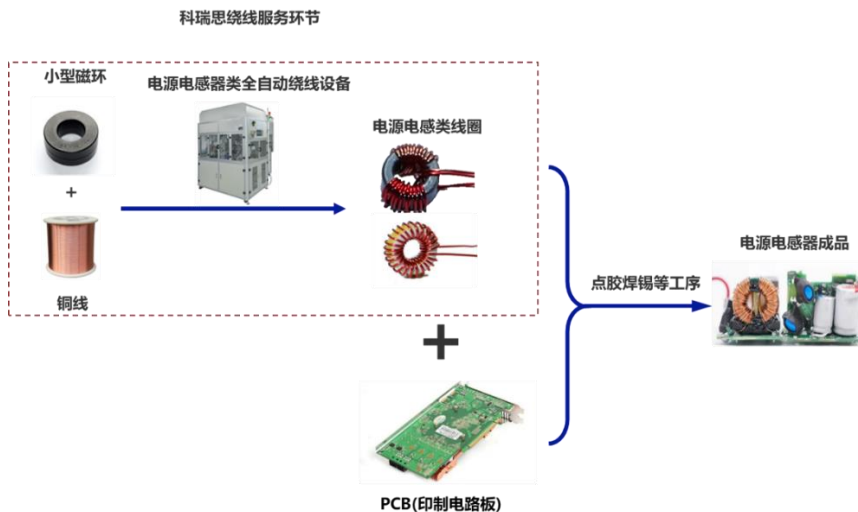 科瑞思绕线服务环节
小型磁环
电源电感器类全自动绕线设备
电源电感类线圈
+
铜线
点胶焊锡等工序
电源电感器成品
+
PCB(印制电路板)